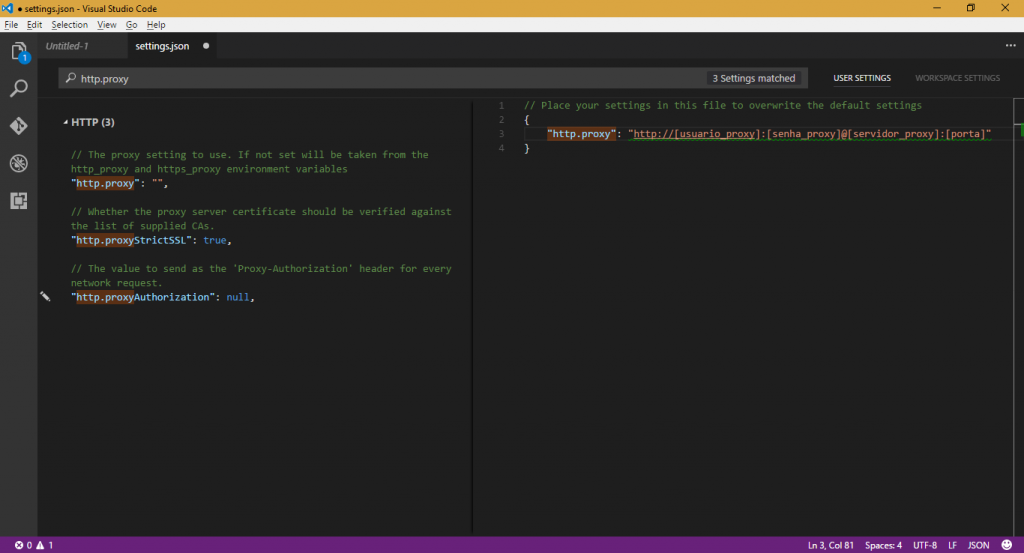 ● settings.json - Visual Studio Code
File Edit Selection View Go Help
1
Untitled-1 settings.json
http.proxy 3 Settings matched USER SETTINGS WORKSPACE SETTINGS
HTTP (3)
// The proxy setting to use. If not set will be taken from the
http_proxy and https_proxy environment variables
"http.proxy": "",
// Whether the proxy server certificate should be verified against
the list of supplied CAs.
"http.proxyStrictSSL": true,
// The value to send as the 'Proxy-Authorization' header for every
network request.
"http.proxyAuthorization": null,
1 // Place your settings in this file to overwrite the default settings
2 {
3 "http.proxy": "http://[usuario_proxy]:[senha_proxy]@[servidor_proxy]:[porta]"
4 }
0 1 Ln 3, Col 81 Spaces: 4 UTF-8 LF JSON